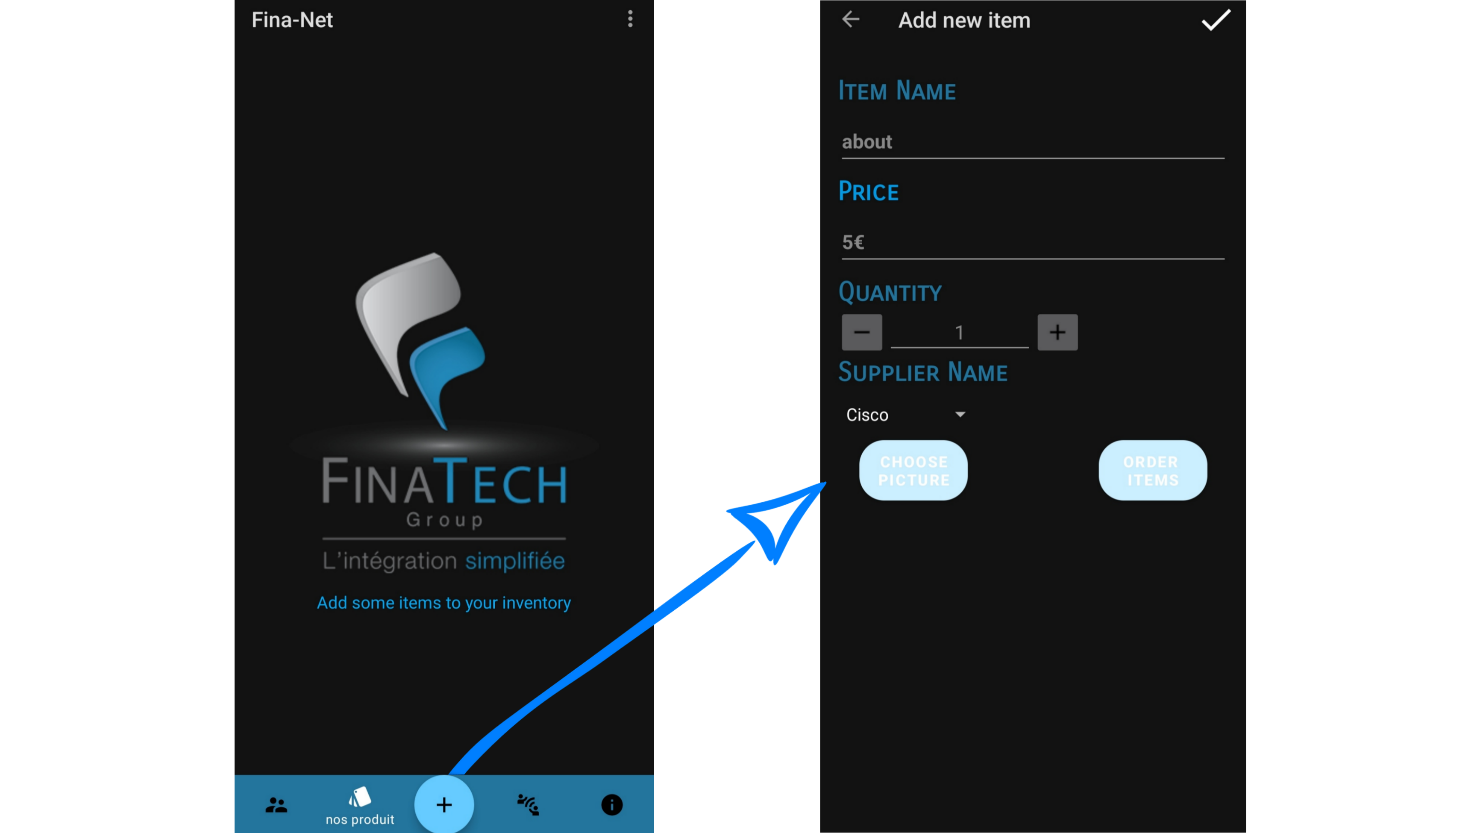 Fina-Net
FINATECH
Group
L'intégration simplifiée
Add some items to your inventory
nos produit
Add new item
ITEM NAME
about
PRICE
5€
QUANTITY
− 1 +
SUPPLIER NAME
Cisco
CHOOSE
PICTURE
ORDER
ITEMS